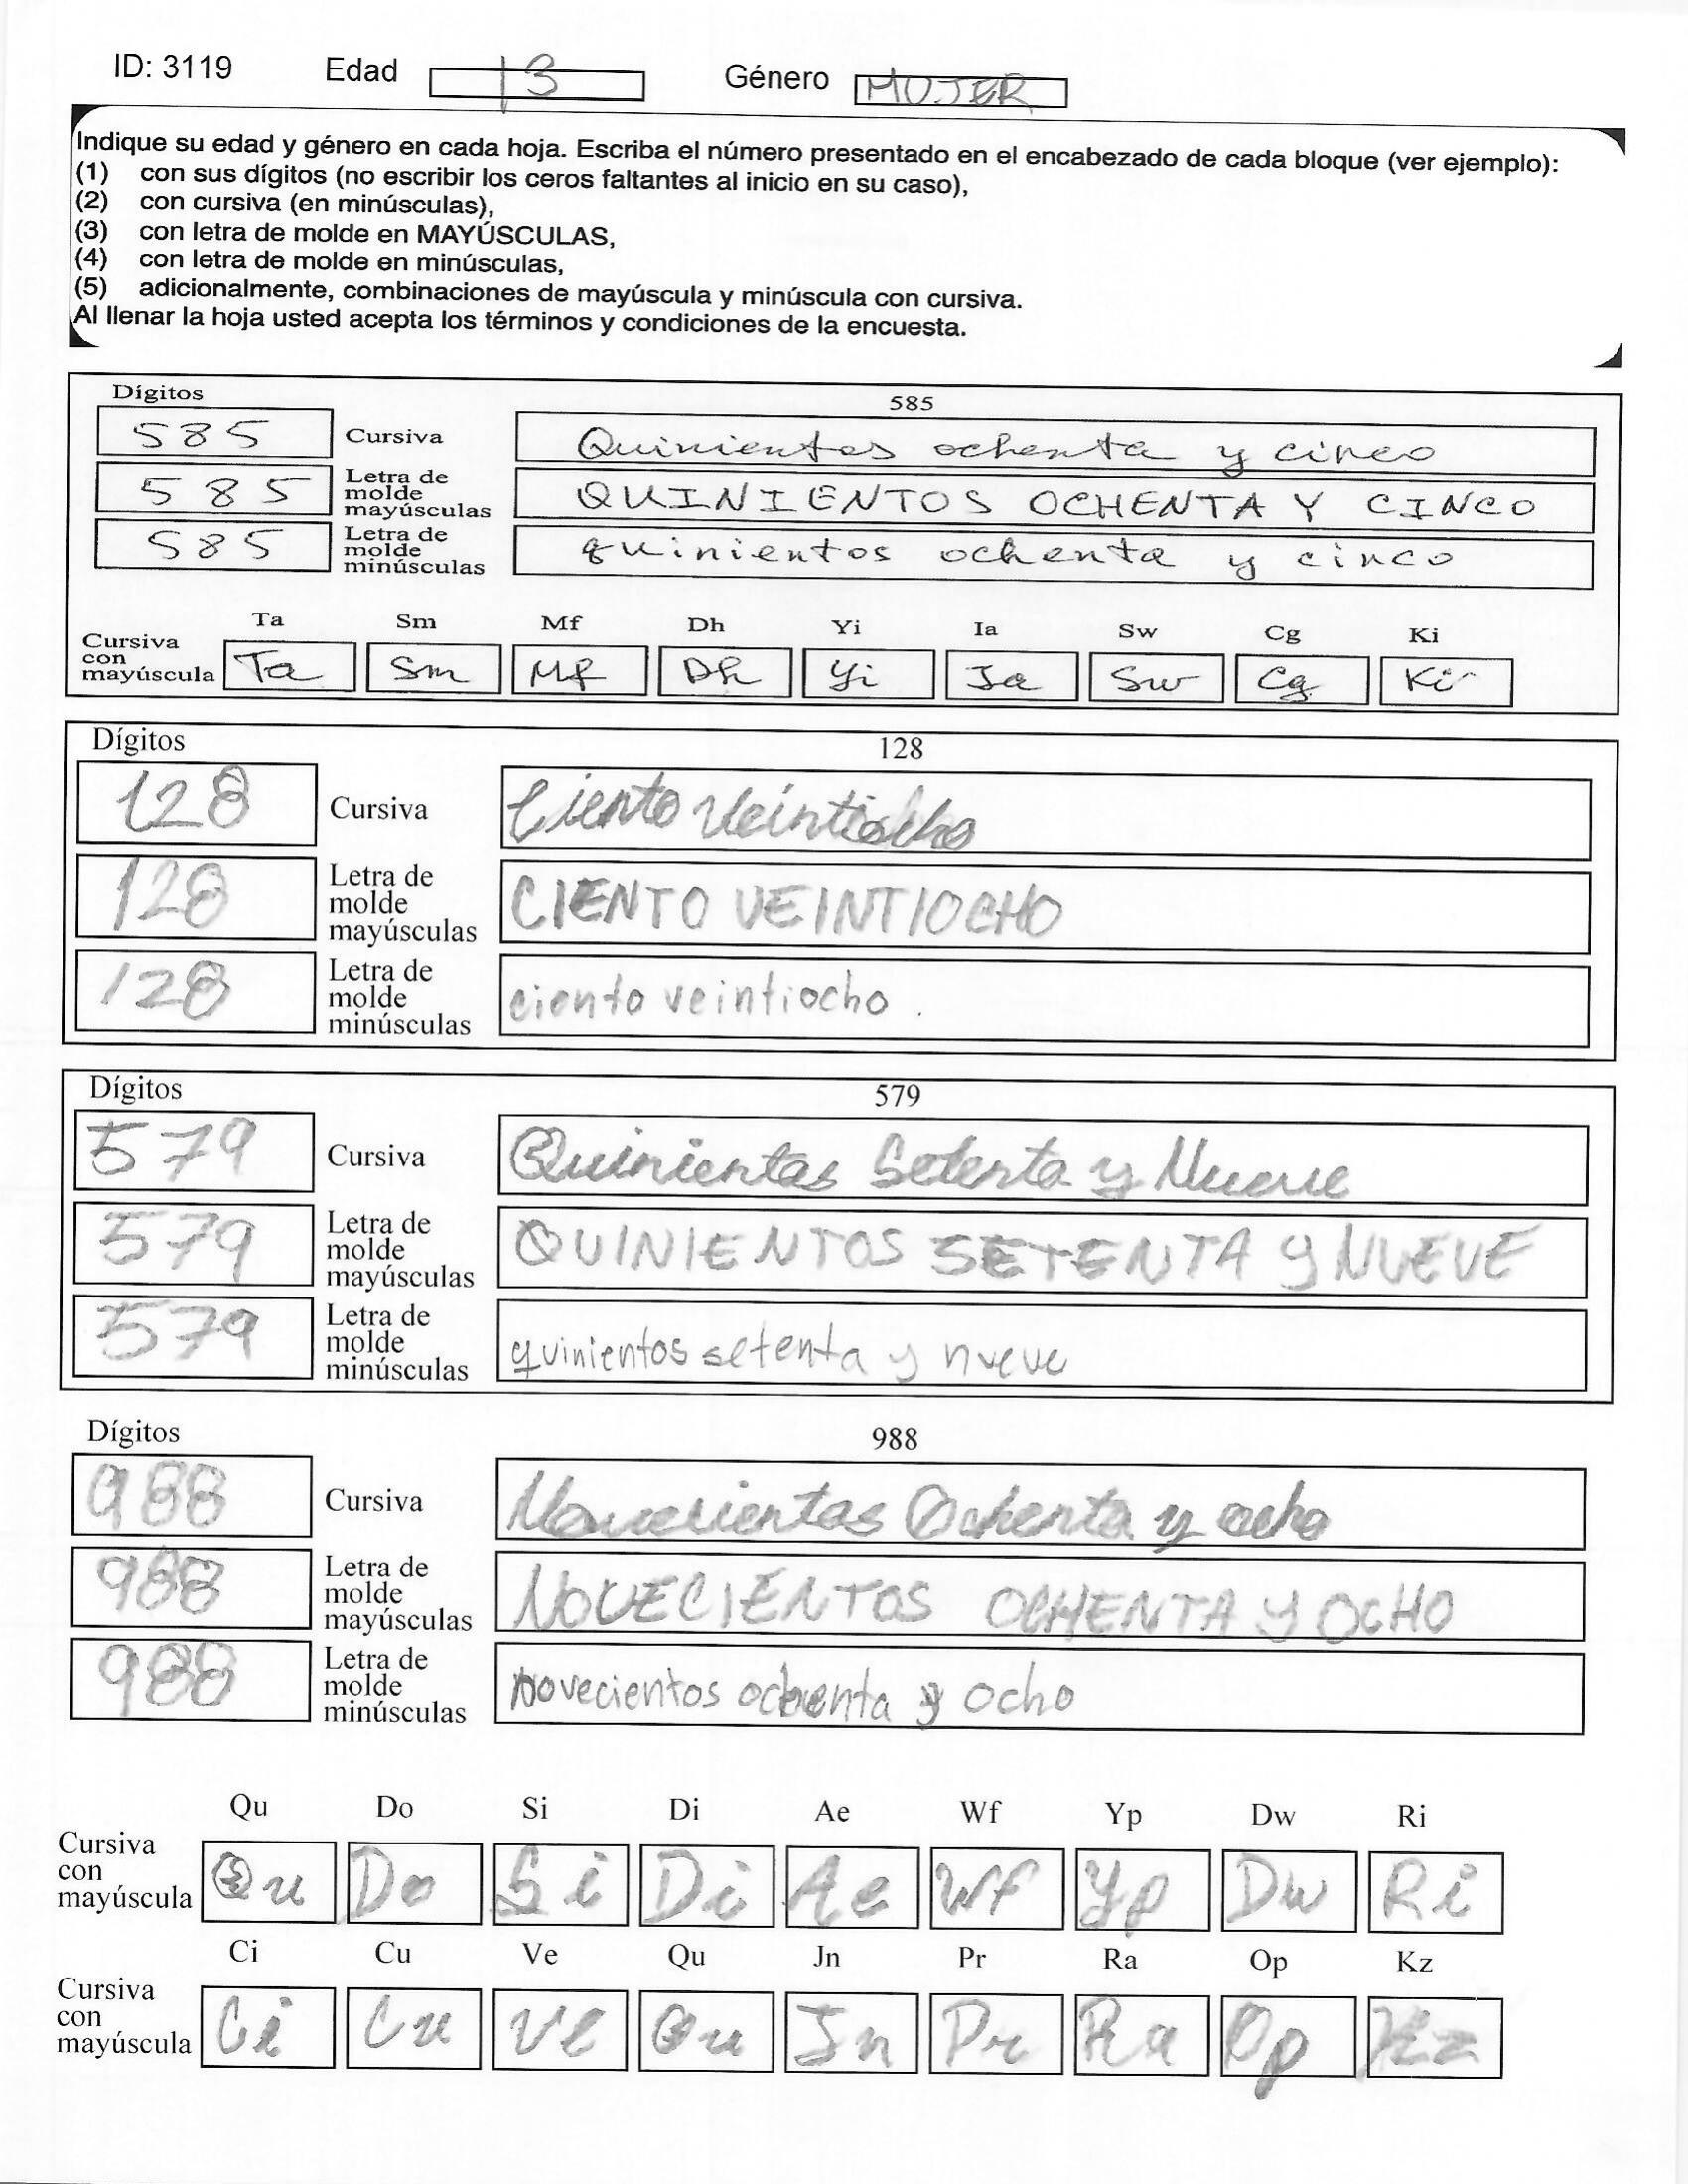 ID: 3119 Edad 13 Género MUJER
Indique su edad y género en cada hoja. Escriba el número presentado en el encabezado de cada bloque (ver ejemplo):
(1) con sus dígitos (no escribir los ceros faltantes al inicio en su caso),
(2) con cursiva (en minúsculas),
(3) con letra de molde en MAYÚSCULAS,
(4) con letra de molde en minúsculas,
(5) adicionalmente, combinaciones de mayúscula y minúscula con cursiva.
Al llenar la hoja usted acepta los términos y condiciones de la encuesta.
Dígitos 585
585 Cursiva Quinientos ochenta y cinco
585 Letra de molde mayúsculas QUINIENTOS OCHENTA Y CINCO
585 Letra de molde minúsculas quinientos ochenta y cinco
Ta Sm Mf Dh Yi Ia Sw Cg Ki
Cursiva con mayúscula Ta Sm Mf Dh Yi Ia Sw Cg Ki
Dígitos 128
128 Cursiva Ciento Veintiocho
128 Letra de molde mayúsculas CIENTO VEINTIOCHO
128 Letra de molde minúsculas ciento veintiocho.
Dígitos 579
579 Cursiva Quinientos Setenta y Nueve
579 Letra de molde mayúsculas QUINIENTOS SETENTA y NUEVE
579 Letra de molde minúsculas quinientos setenta y nueve
Dígitos 988
988 Cursiva Novecientos Ochenta y ocho
988 Letra de molde mayúsculas NOVECIENTOS OCHENTA Y OCHO
988 Letra de molde minúsculas novecientos ochenta y ocho
Qu Do Si Di Ae Wf Yp Dw Ri
Cursiva con mayúscula Qu Do Si Di Ae Wf Yp Dw Ri
Ci Cu Ve Qu Jn Pr Ra Op Kz
Cursiva con mayúscula Ci Cu Ve Qu Jn Pr Ra Op Kz